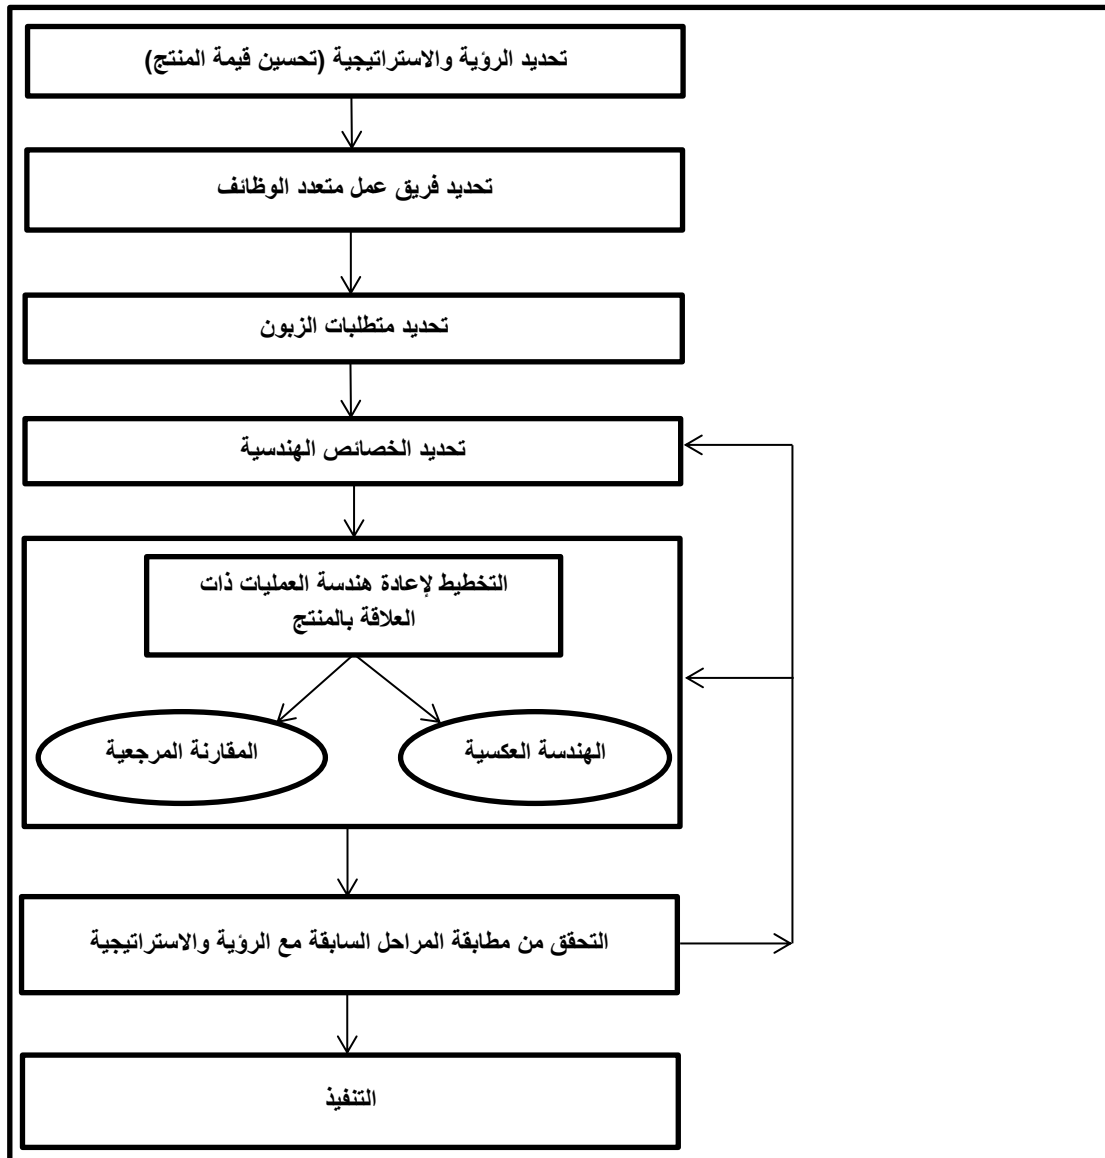 تحديد الرؤية والاستراتيجية (تحسين قيمة المنتج)
تحديد فريق عمل متعدد الوظائف
تحديد متطلبات الزبون
تحديد الخصائص الهندسية
التخطيط لإعادة هندسة العمليات ذات
العلاقة بالمنتج
الهندسة العكسية
المقارنة المرجعية
التحقق من مطابقة المراحل السابقة مع الرؤية والاستراتيجية
التنفيذ